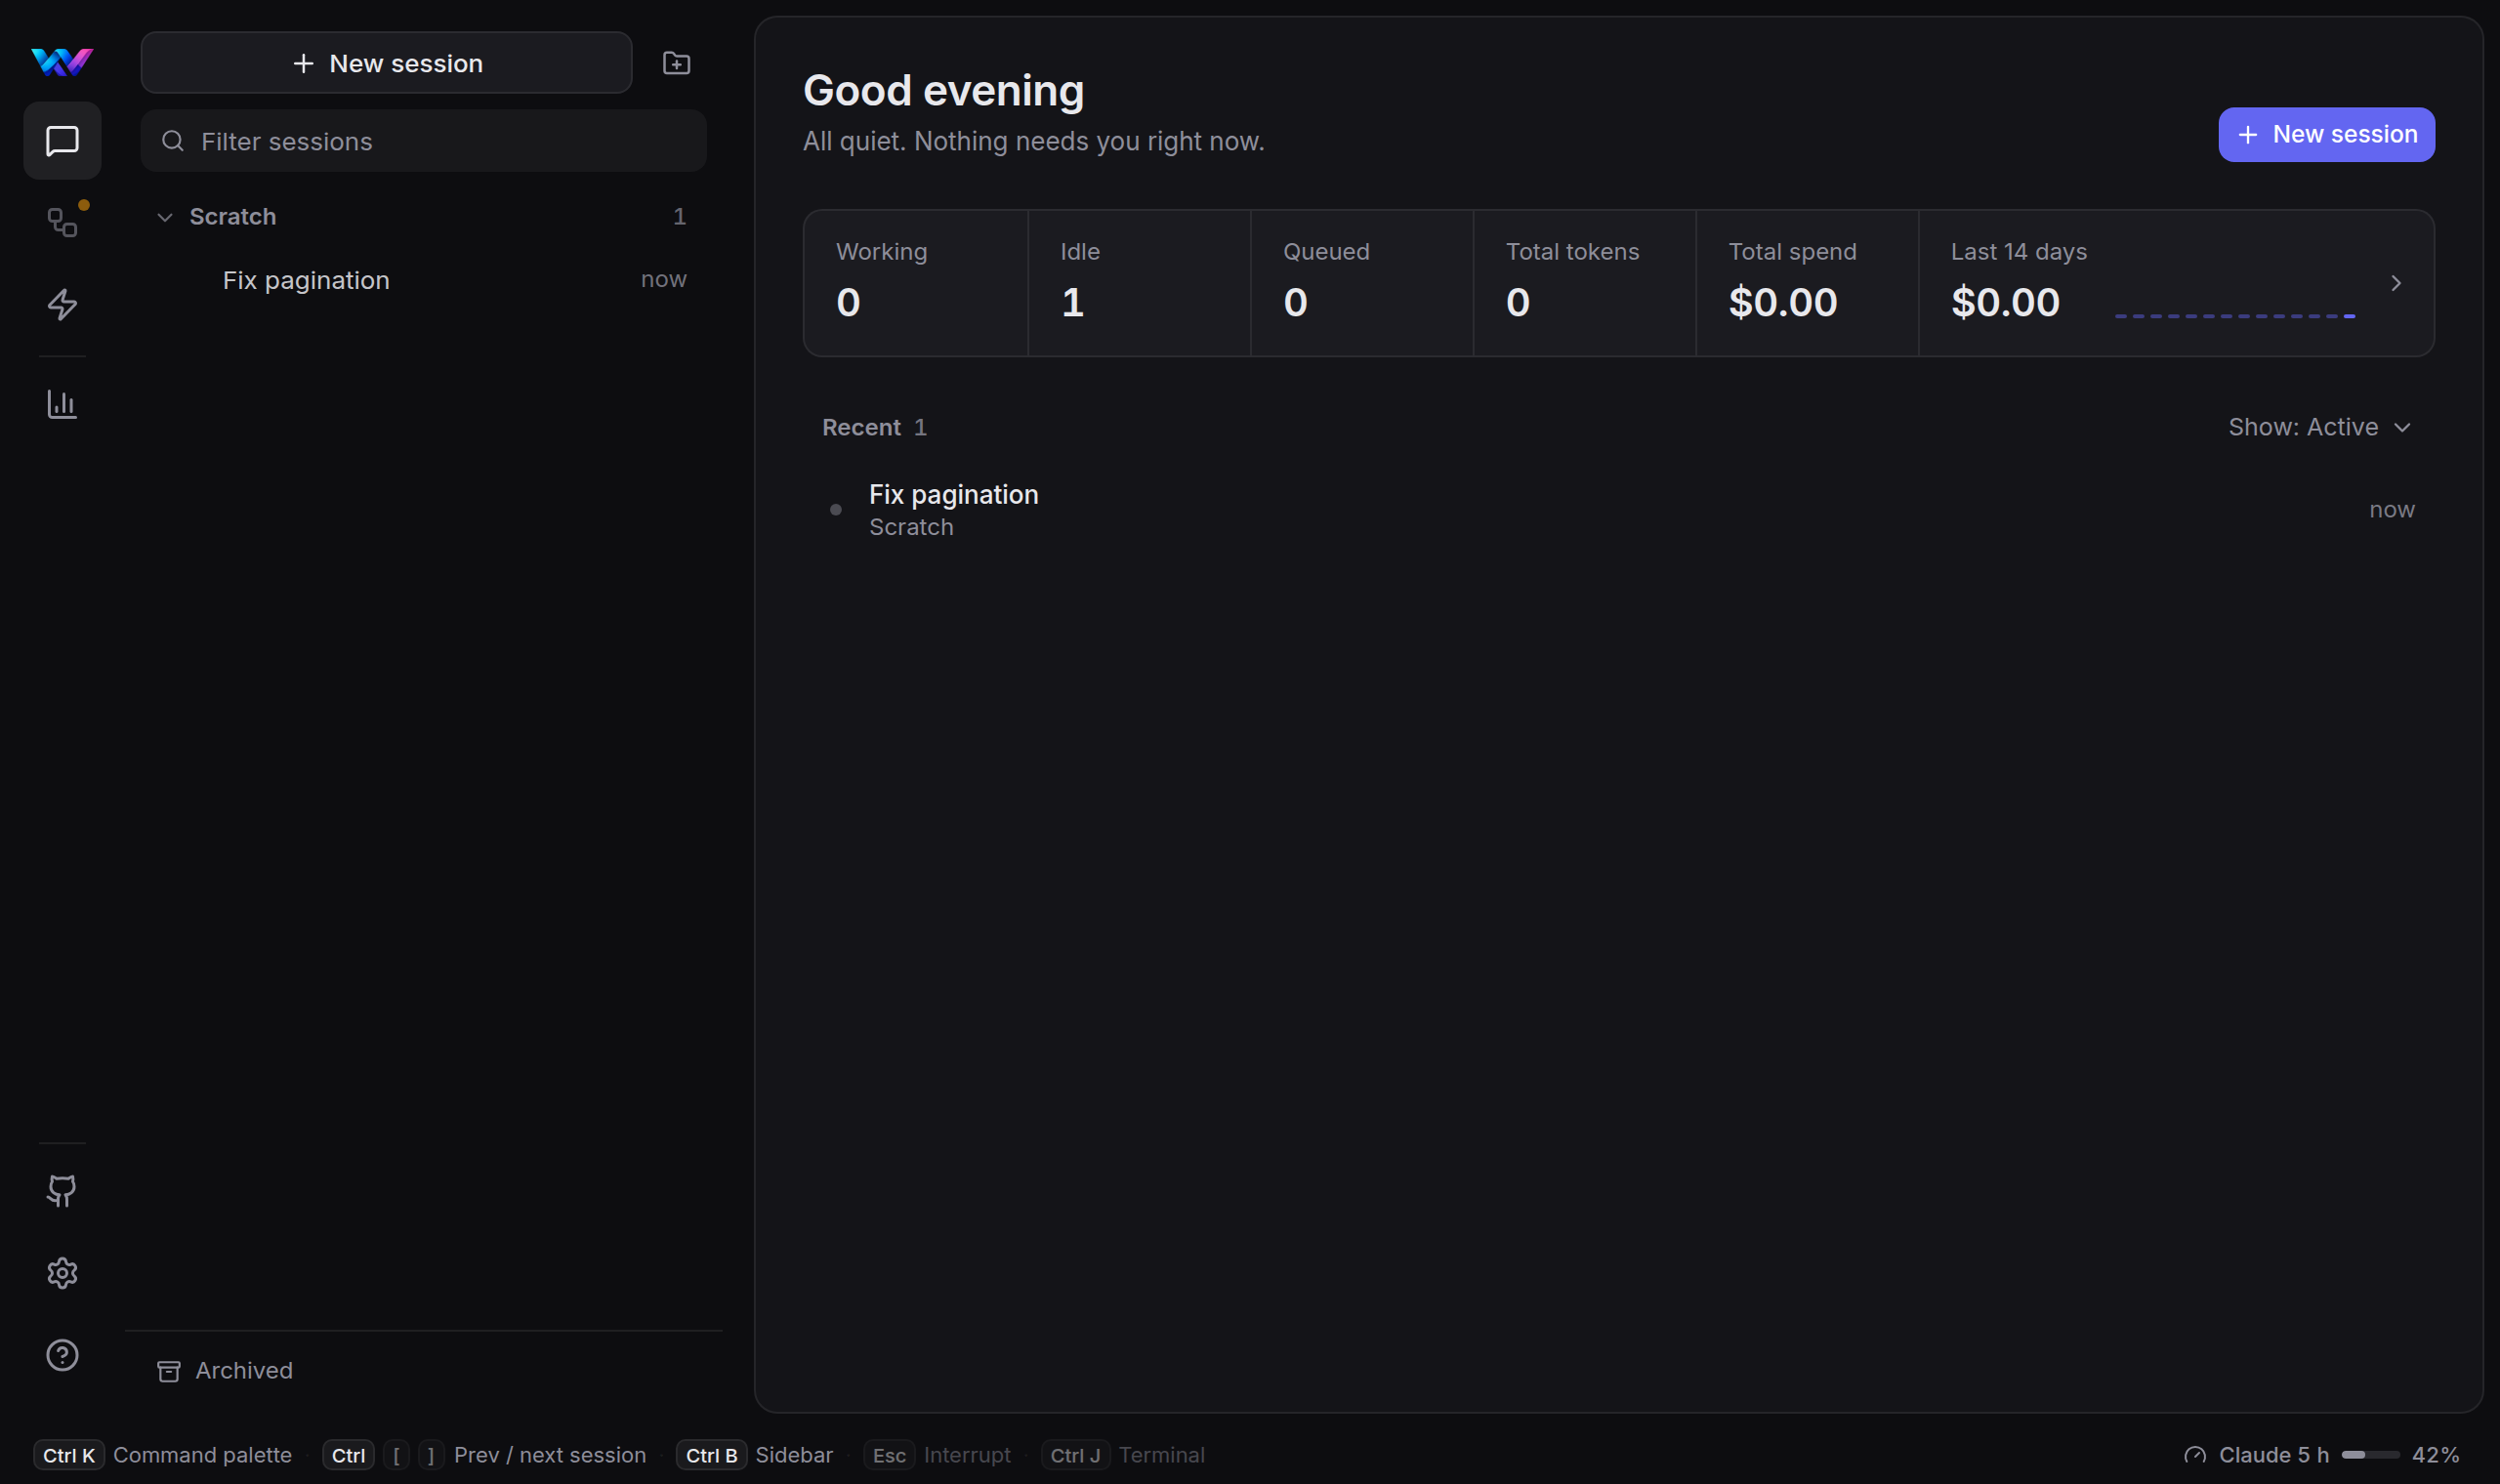 New session
Filter sessions
Scratch 1
Fix pagination now
Archived
Good evening
All quiet. Nothing needs you right now.
New session
Working
0
Idle
1
Queued
0
Total tokens
0
Total spend
$0.00
Last 14 days
$0.00
Recent 1
Show: Active
Fix pagination
Scratch
now
Ctrl K Command palette · Ctrl [ ] Prev / next session · Ctrl B Sidebar · Esc Interrupt · Ctrl J Terminal
Claude 5 h 42%